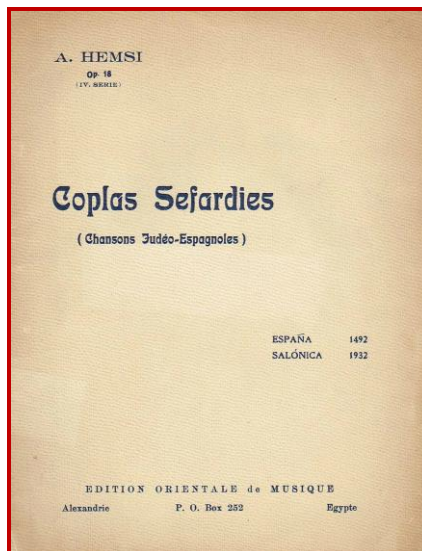 A. HEMSI
Op. 18
(IV. SERIE)
Coplas Sefardies
( Chansons Judéo-Espagnoles )
ESPAÑA 1492
SALÓNICA 1932
EDITION ORIENTALE de MUSIQUE
Alexandrie P. O. Box 252 Egypte